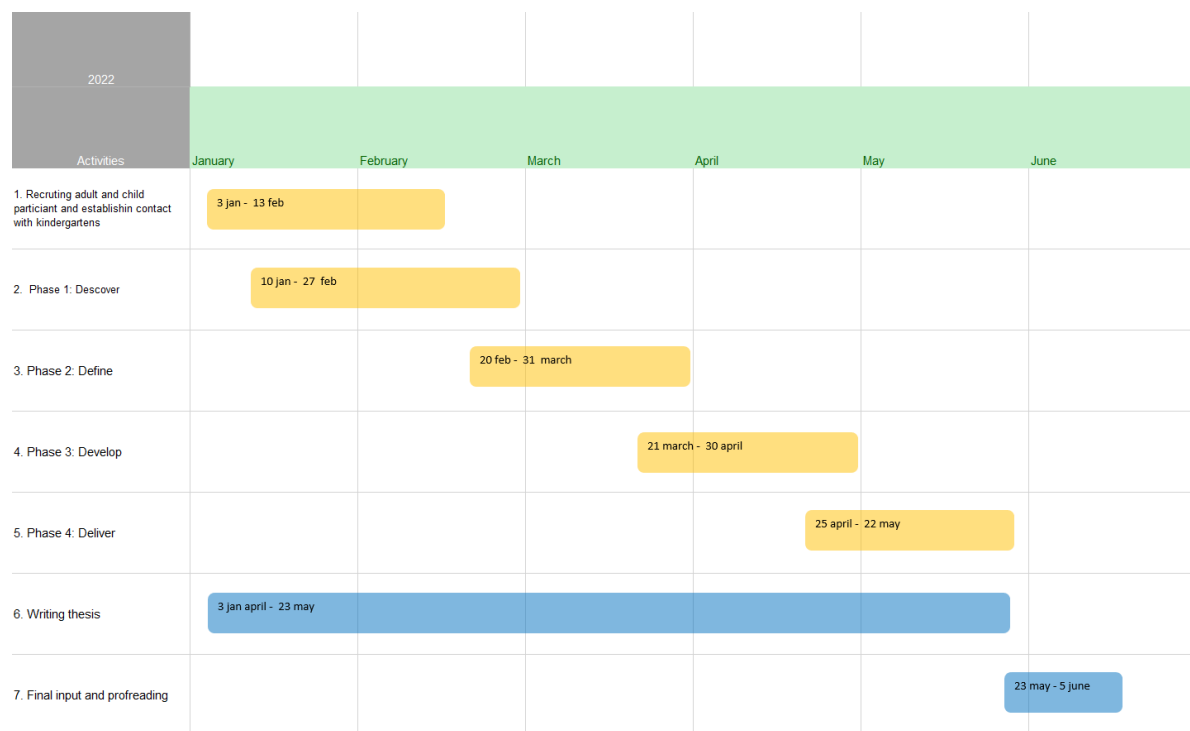 2022
Activities
January
February
March
April
May
June
1. Recruting adult and child
particiant and establishin contact
with kindergartens
3 jan - 13 feb
2. Phase 1: Descover
10 jan - 27 feb
3. Phase 2: Define
20 feb - 31 march
4. Phase 3: Develop
21 march - 30 april
5. Phase 4: Deliver
25 april - 22 may
6. Writing thesis
3 jan april - 23 may
7. Final input and profreading
23 may - 5 june